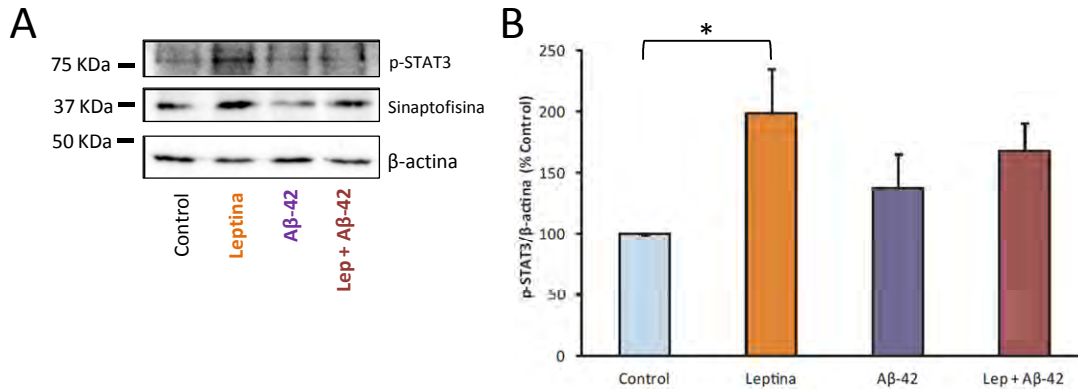 A
75 KDa
p-STAT3
37 KDa
Sinaptofisina
50 KDa
β-actina
Control
Leptina
Aβ-42
Lep + Aβ-42
B
*
p-STAT3/β-actina (% Control)
250
200
150
100
50
0
Control
Leptina
Aβ-42
Lep + Aβ-42